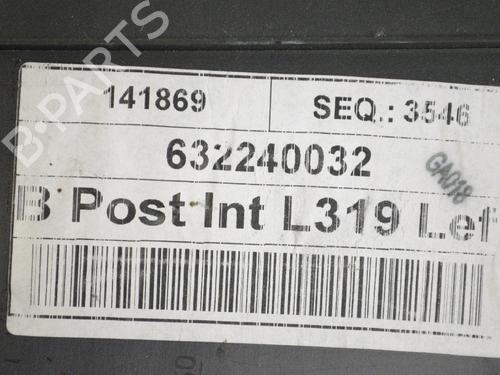 141869
SEQ.: 3546
632240032
GA018
B Post Int L319 Lef
B-PARTS